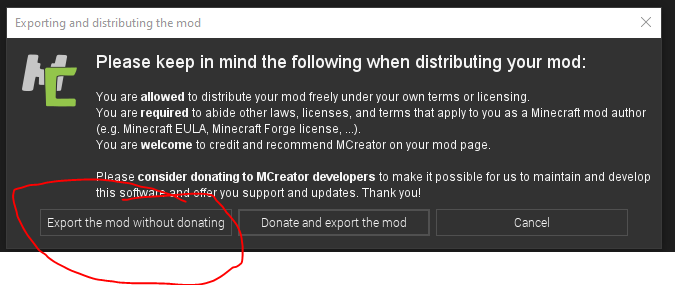 Exporting and distributing the mod
Please keep in mind the following when distributing your mod:
You are allowed to distribute your mod freely under your own terms or licensing.
You are required to abide other laws, licenses, and terms that apply to you as a Minecraft mod author
(e.g. Minecraft EULA, Minecraft Forge license, ...).
You are welcome to credit and recommend MCreator on your mod page.
Please consider donating to MCreator developers to make it possible for us to maintain and develop
this software and offer you support and updates. Thank you!
Export the mod without donating
Donate and export the mod
Cancel